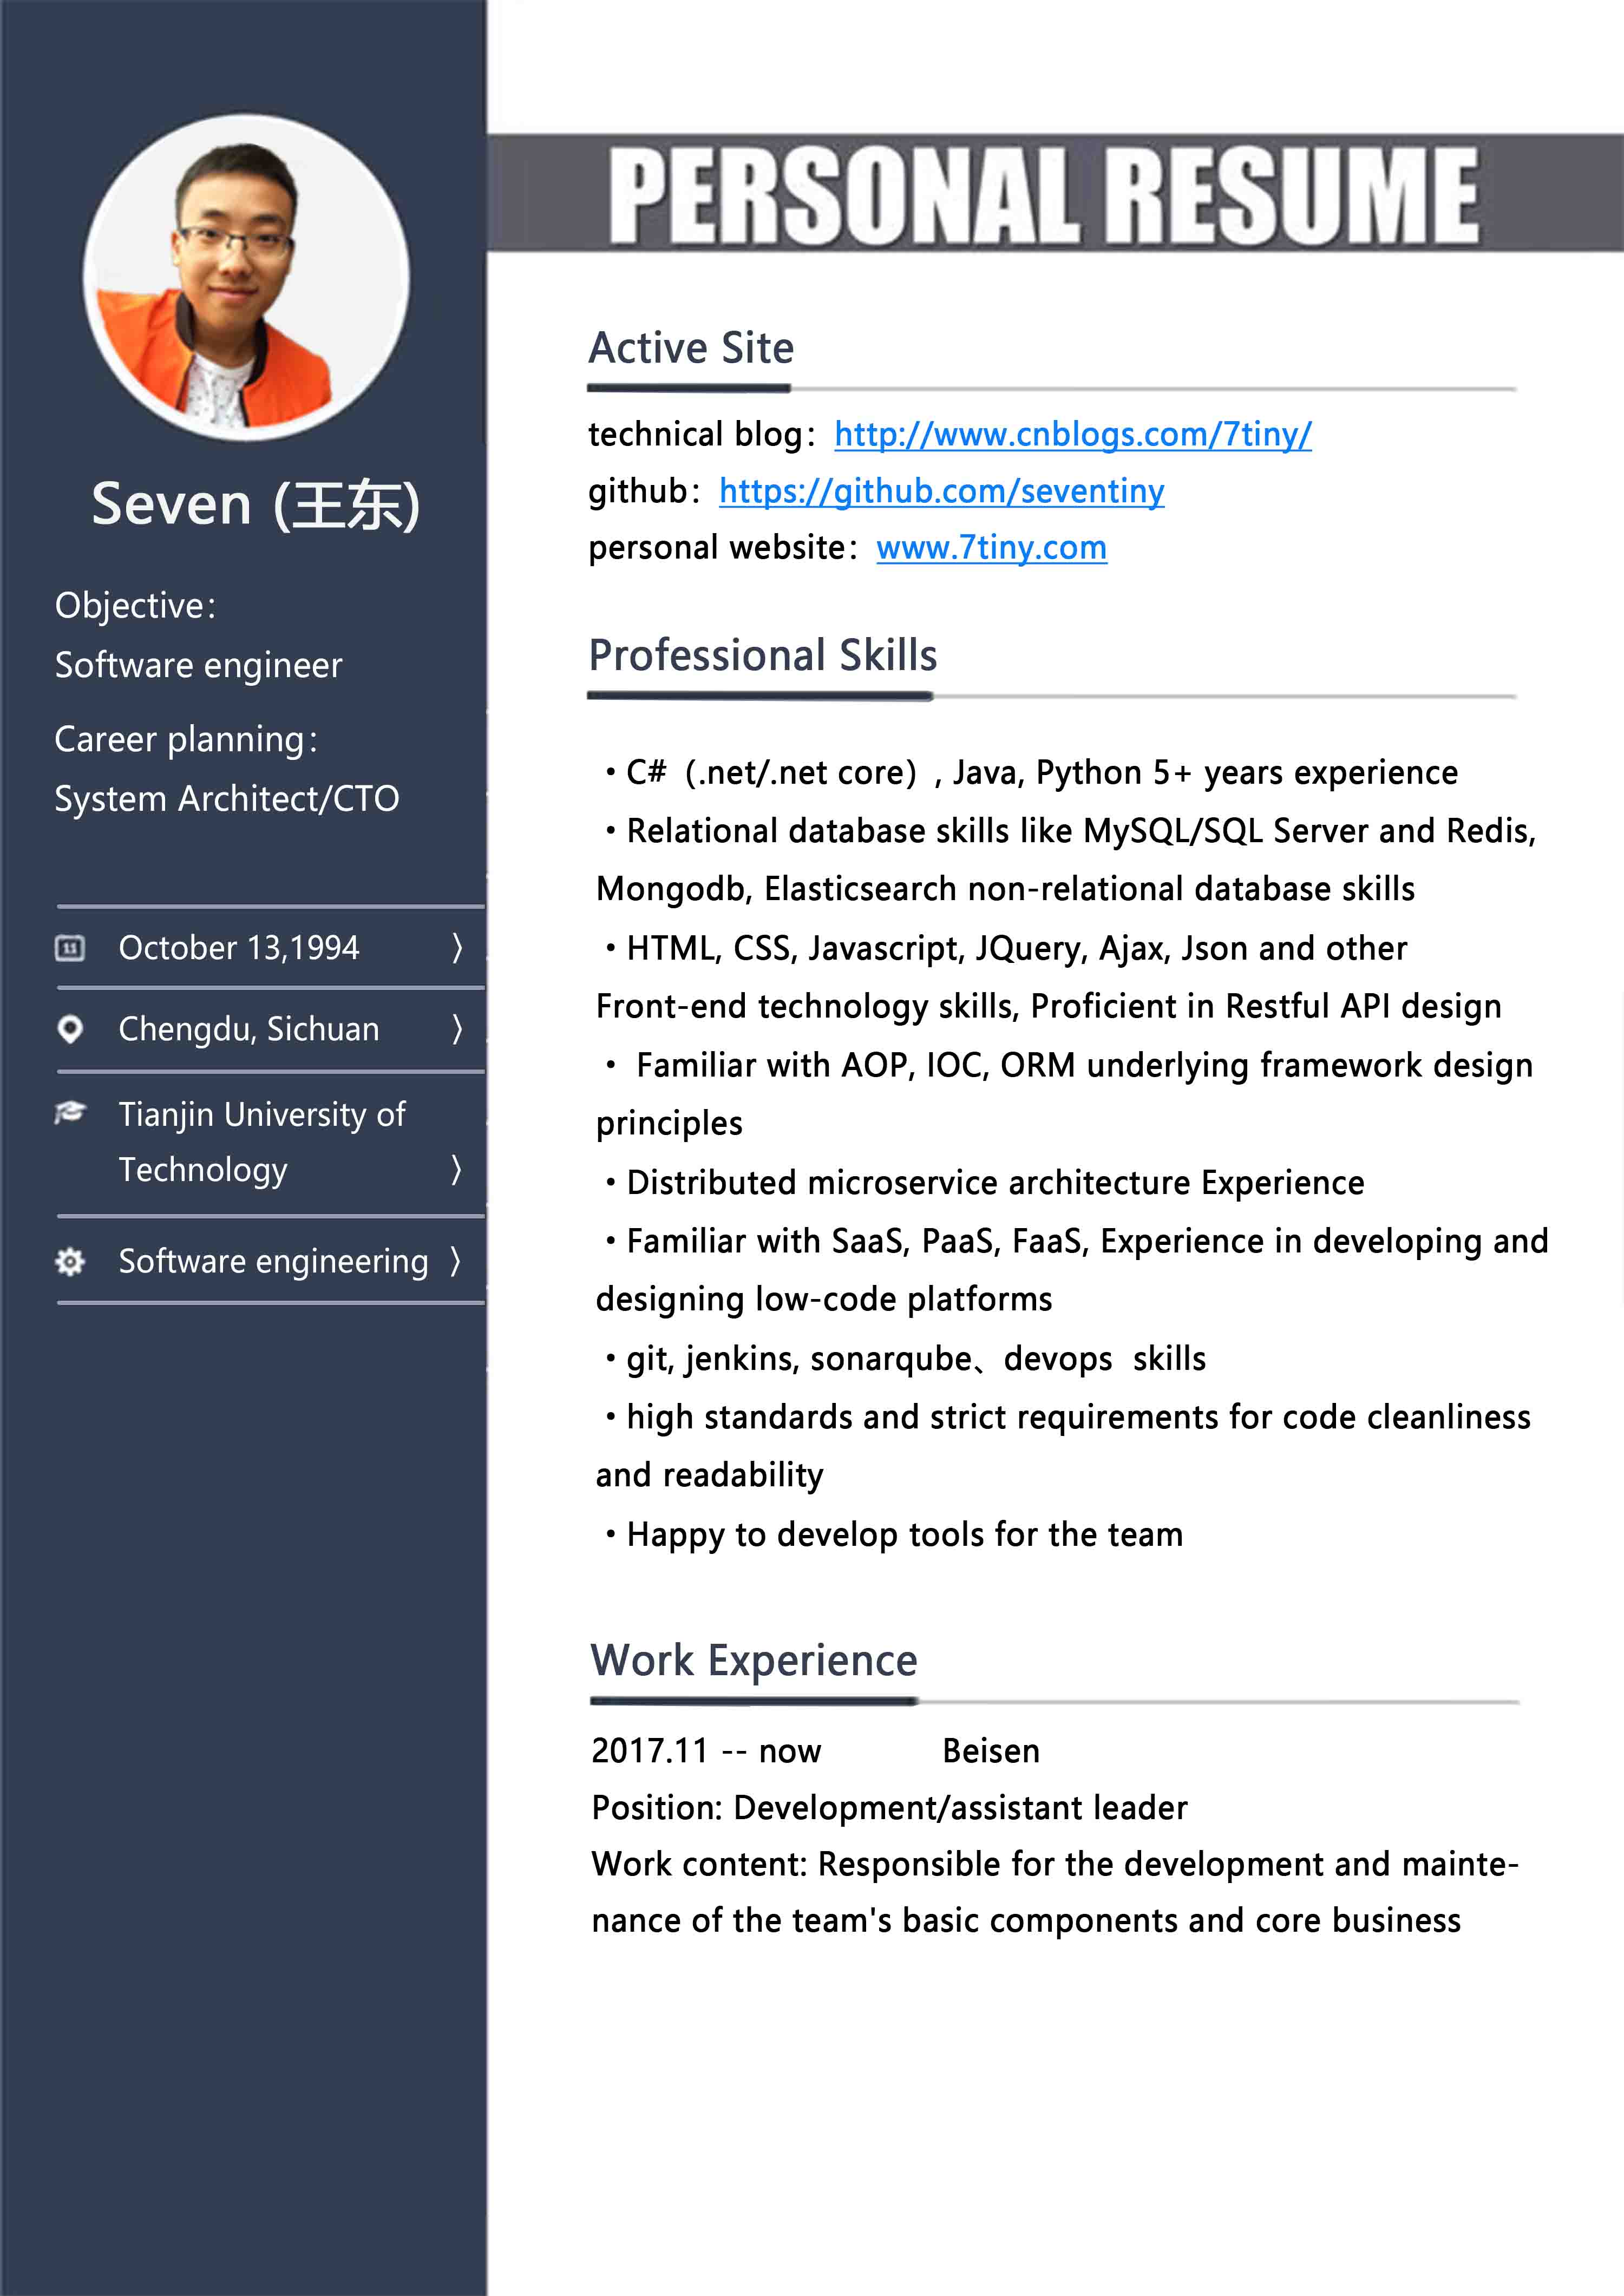 PERSONAL RESUME
Seven (王东)
Objective：
Software engineer
Career planning：
System Architect/CTO
11
October 13,1994 〉
Chengdu, Sichuan 〉
Tianjin University of
Technology 〉
Software engineering 〉
Active Site
technical blog：http://www.cnblogs.com/7tiny/
github：https://github.com/seventiny
personal website：www.7tiny.com
Professional Skills
·C#（.net/.net core）, Java, Python 5+ years experience
·Relational database skills like MySQL/SQL Server and Redis,
Mongodb, Elasticsearch non-relational database skills
·HTML, CSS, Javascript, JQuery, Ajax, Json and other
Front-end technology skills, Proficient in Restful API design
· Familiar with AOP, IOC, ORM underlying framework design
principles
·Distributed microservice architecture Experience
·Familiar with SaaS, PaaS, FaaS, Experience in developing and
designing low-code platforms
·git, jenkins, sonarqube、devops  skills
·high standards and strict requirements for code cleanliness
and readability
·Happy to develop tools for the team
Work Experience
2017.11 -- now Beisen
Position: Development/assistant leader
Work content: Responsible for the development and mainte-
nance of the team's basic components and core business